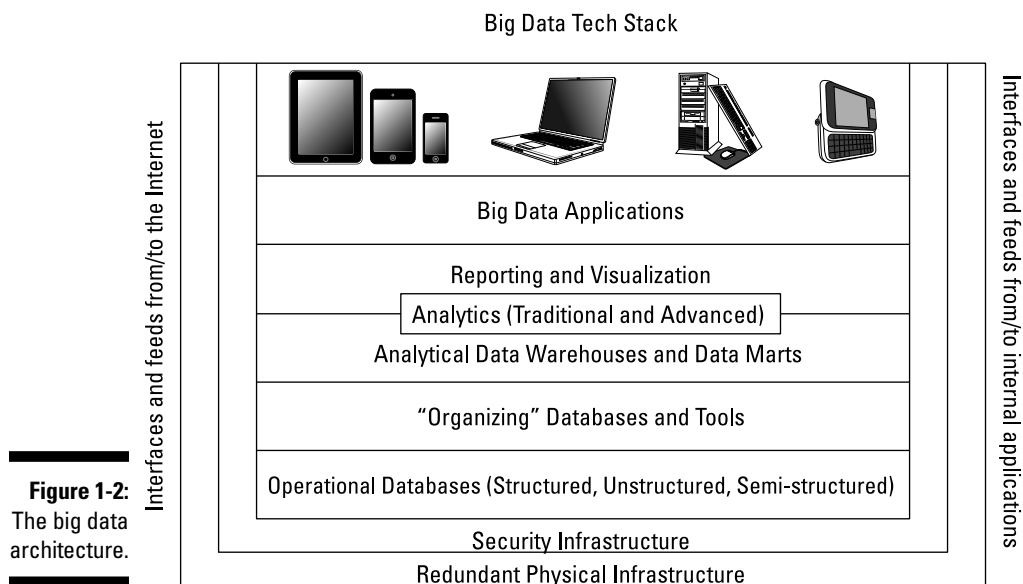 Big Data Tech Stack
Interfaces and feeds from/to the Internet
Big Data Applications
Reporting and Visualization
Analytics (Traditional and Advanced)
Analytical Data Warehouses and Data Marts
“Organizing” Databases and Tools
Operational Databases (Structured, Unstructured, Semi-structured)
Security Infrastructure
Redundant Physical Infrastructure
Interfaces and feeds from/to internal applications
Figure 1-2:
The big data
architecture.